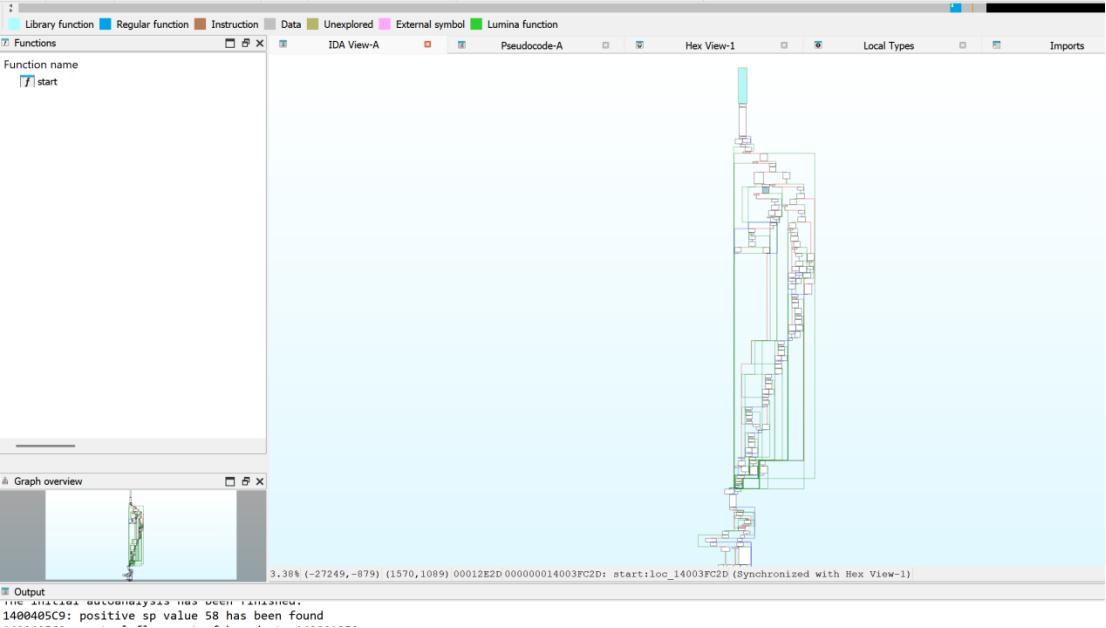 Library function Regular function Instruction Data Unexplored External symbol Lumina function
Functions
IDA View-A Pseudocode-A Hex View-1 Local Types Imports
Function name
f start
Graph overview
3.38% (-27249,-879) (1570,1089) 00012E2D 000000014003FC2D: start:loc_14003FC2D (Synchronized with Hex View-1)
Output
The initial autoanalysis has been finished.
1400405C9: positive sp value 58 has been found